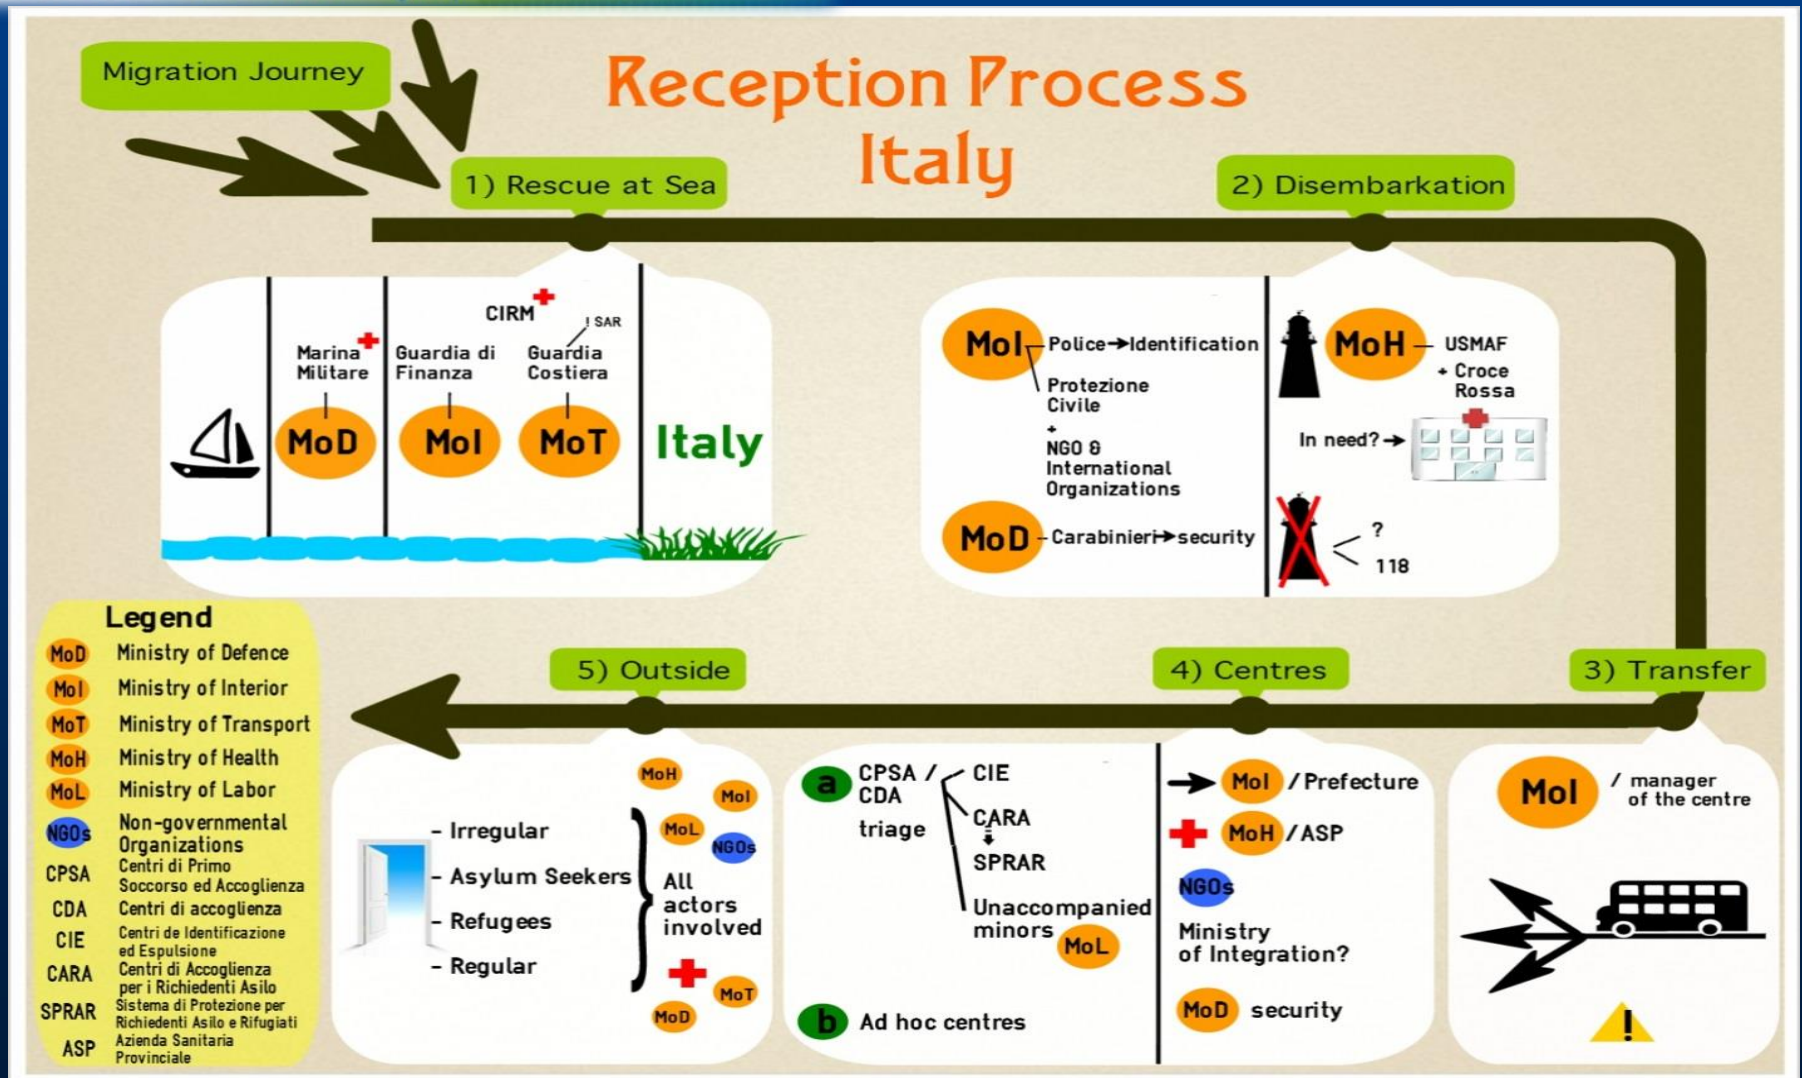 Migration Journey
Reception Process
Italy
1) Rescue at Sea
CIRM
! SAR
Marina
Militare
Guardia di
Finanza
Guardia
Costiera
MoD
MoI
MoT
Italy
2) Disembarkation
MoI
Police
Identification
Protezione
Civile
+
NGO &
International
Organizations
MoD
Carabinieri
security
MoH
USMAF
+ Croce
Rossa
In need?
?
118
3) Transfer
MoI
/ manager
of the centre
!
4) Centres
a
CPSA /
CDA
triage
CIE
CARA
SPRAR
Unaccompanied
minors
MoL
b
Ad hoc centres
MoI / Prefecture
MoH / ASP
NGOs
Ministry
of Integration?
MoD security
5) Outside
- Irregular
- Asylum Seekers
- Refugees
- Regular
MoH
MoI
MoL
NGOs
All
actors
involved
MoT
MoD
Legend
MoD Ministry of Defence
MoI Ministry of Interior
MoT Ministry of Transport
MoH Ministry of Health
MoL Ministry of Labor
NGOs Non-governmental
Organizations
CPSA Centri di Primo
Soccorso ed Accoglienza
CDA Centri di accoglienza
CIE Centri de Identificazione
ed Espulsione
CARA Centri di Accoglienza
per i Richiedenti Asilo
SPRAR Sistema di Protezione per
Richiedenti Asilo e Rifugiati
ASP Azienda Sanitaria
Provinciale